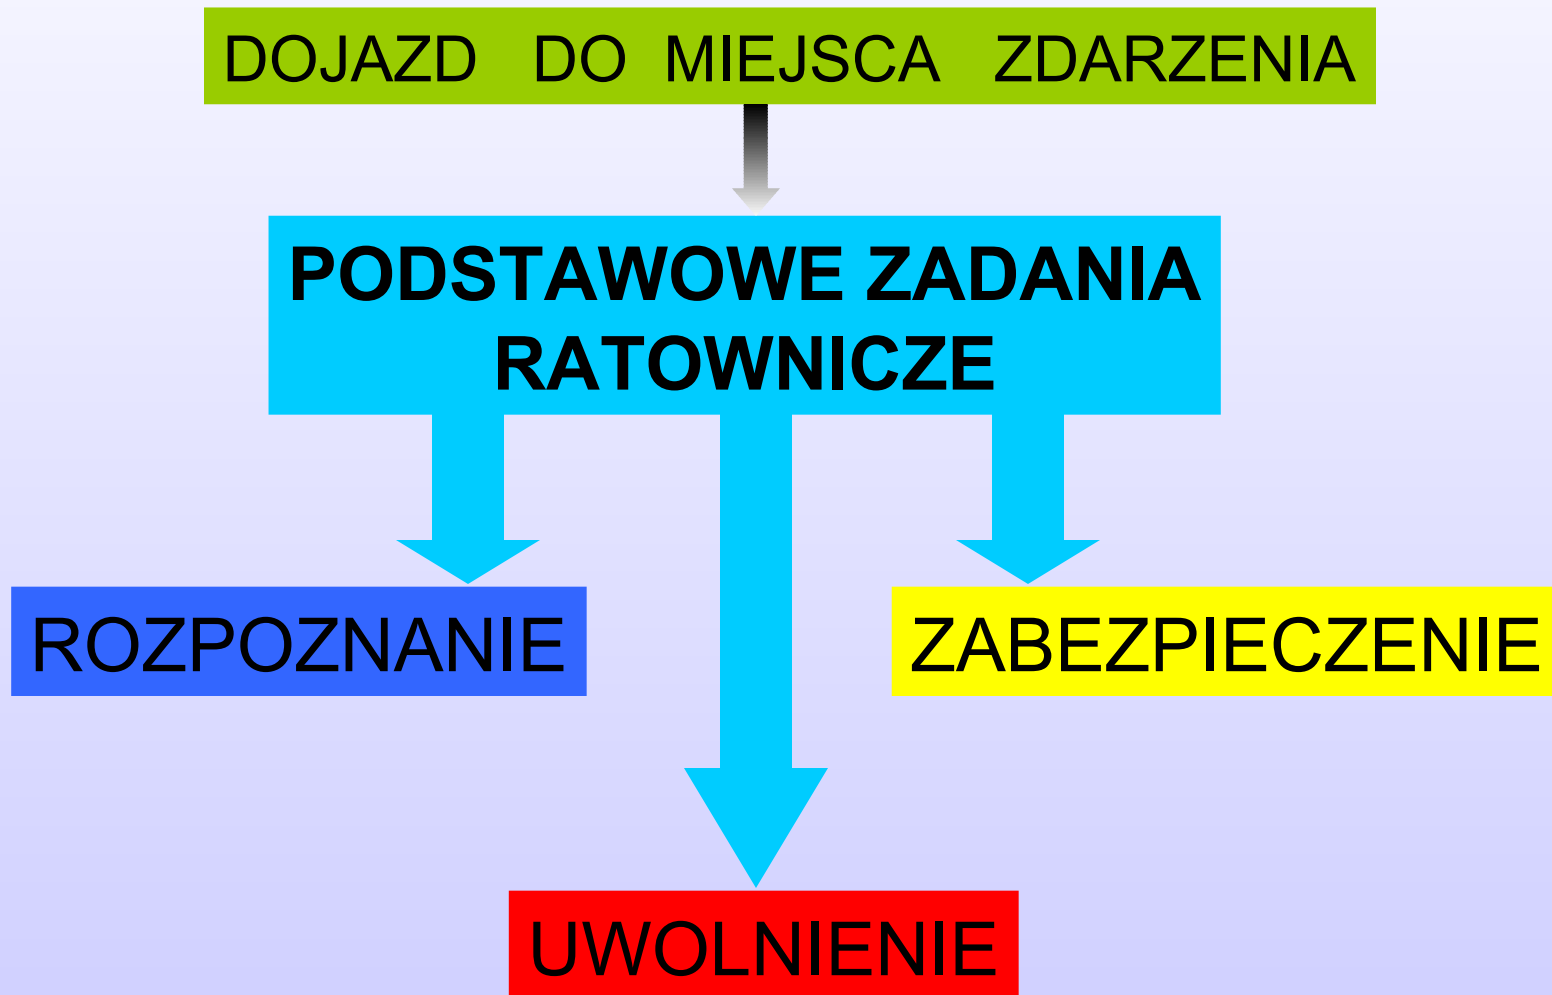 DOJAZD DO MIEJSCA ZDARZENIA
PODSTAWOWE ZADANIA
RATOWNICZE
ROZPOZNANIE
ZABEZPIECZENIE
UWOLNIENIE